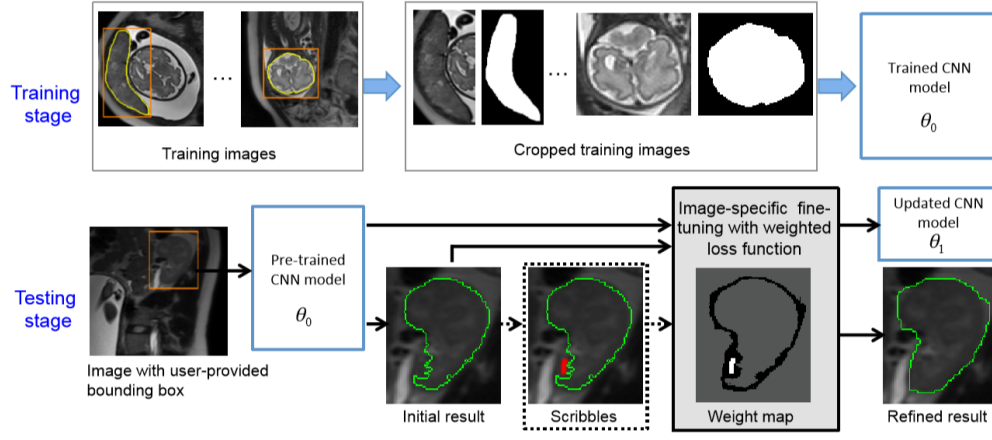 Training
stage
...
Training images
...
Cropped training images
Trained CNN
model
θ₀
Testing
stage
Image with user-provided
bounding box
Pre-trained
CNN model
θ₀
Initial result
Scribbles
Image-specific fine-
tuning with weighted
loss function
Weight map
Updated CNN
model
θ₁
Refined result